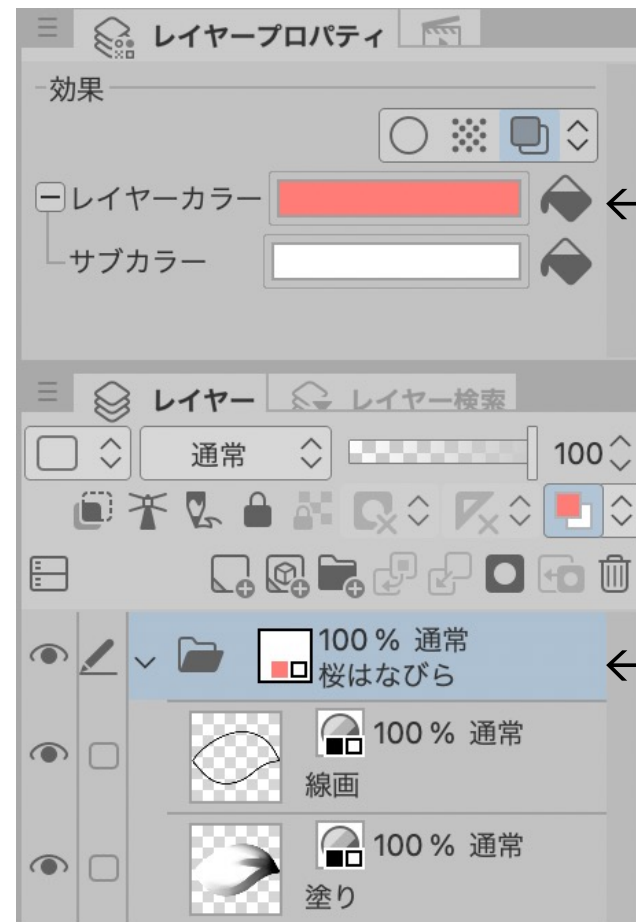 レイヤープロパティ
効果
レイヤーカラー
サブカラー
レイヤー レイヤー検索
通常 100
100 % 通常
桜はなびら
100 % 通常
線画
100 % 通常
塗り